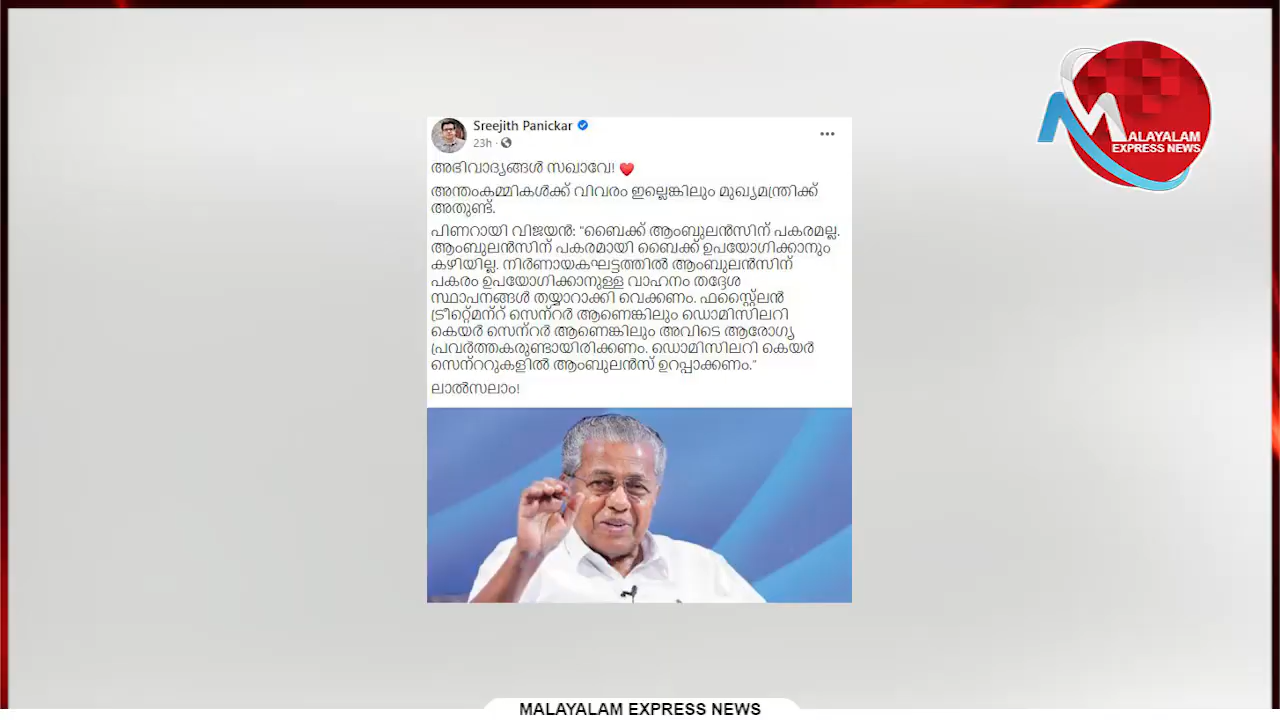 Sreejith Panickar
23h ·
അഭിവാദ്യങ്ങൾ സഖാവേ! ❤️
അന്തംകമ്മികൾക്ക് വിവരം ഇല്ലെങ്കിലും മുഖ്യമന്ത്രിക്ക്
അതുണ്ട്.
പിണറായി വിജയൻ: “ബൈക്ക് ആംബുലൻസിന് പകരമല്ല.
ആംബുലൻസിന് പകരമായി ബൈക്ക് ഉപയോഗിക്കാനും
കഴിയില്ല. നിർണായകഘട്ടത്തിൽ ആംബുലൻസിന്
പകരം ഉപയോഗിക്കാനുള്ള വാഹനം തദ്ദേശ
സ്ഥാപനങ്ങൾ തയ്യാറാക്കി വെക്കണം. ഫസ്റ്റ്ലൈൻ
ട്രീറ്റ്മെന്റ് സെന്റർ ആണെങ്കിലും ഡൊമിസിലറി
കെയർ സെന്റർ ആണെങ്കിലും അവിടെ ആരോഗ്യ
പ്രവർത്തകരുണ്ടായിരിക്കണം. ഡൊമിസിലറി കെയർ
സെന്ററുകളിൽ ആംബുലൻസ് ഉറപ്പാക്കണം.”
ലാൽസലാം!
MALAYALAM
EXPRESS NEWS
MALAYALAM EXPRESS NEWS